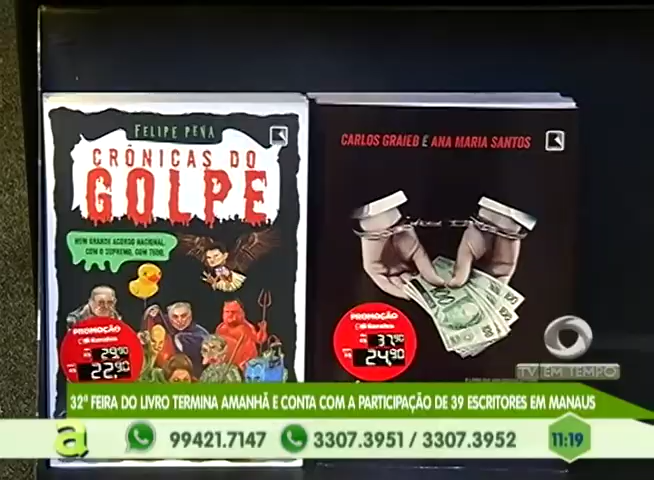 FELIPE PENA
CRÔNICAS DO
GOLPE
NUM GRANDE ACORDO NACIONAL.
COM O SUPREMO, COM TUDO.
PROMOÇÃO
29,90
22,90
CARLOS GRAIEB E ANA MARIA SANTOS
PROMOÇÃO
37,90
24,90
TV EM TEMPO
32ª FEIRA DO LIVRO TERMINA AMANHÃ E CONTA COM A PARTICIPAÇÃO DE 39 ESCRITORES EM MANAUS
a
99421.7147
3307.3951 / 3307.3952
11:19